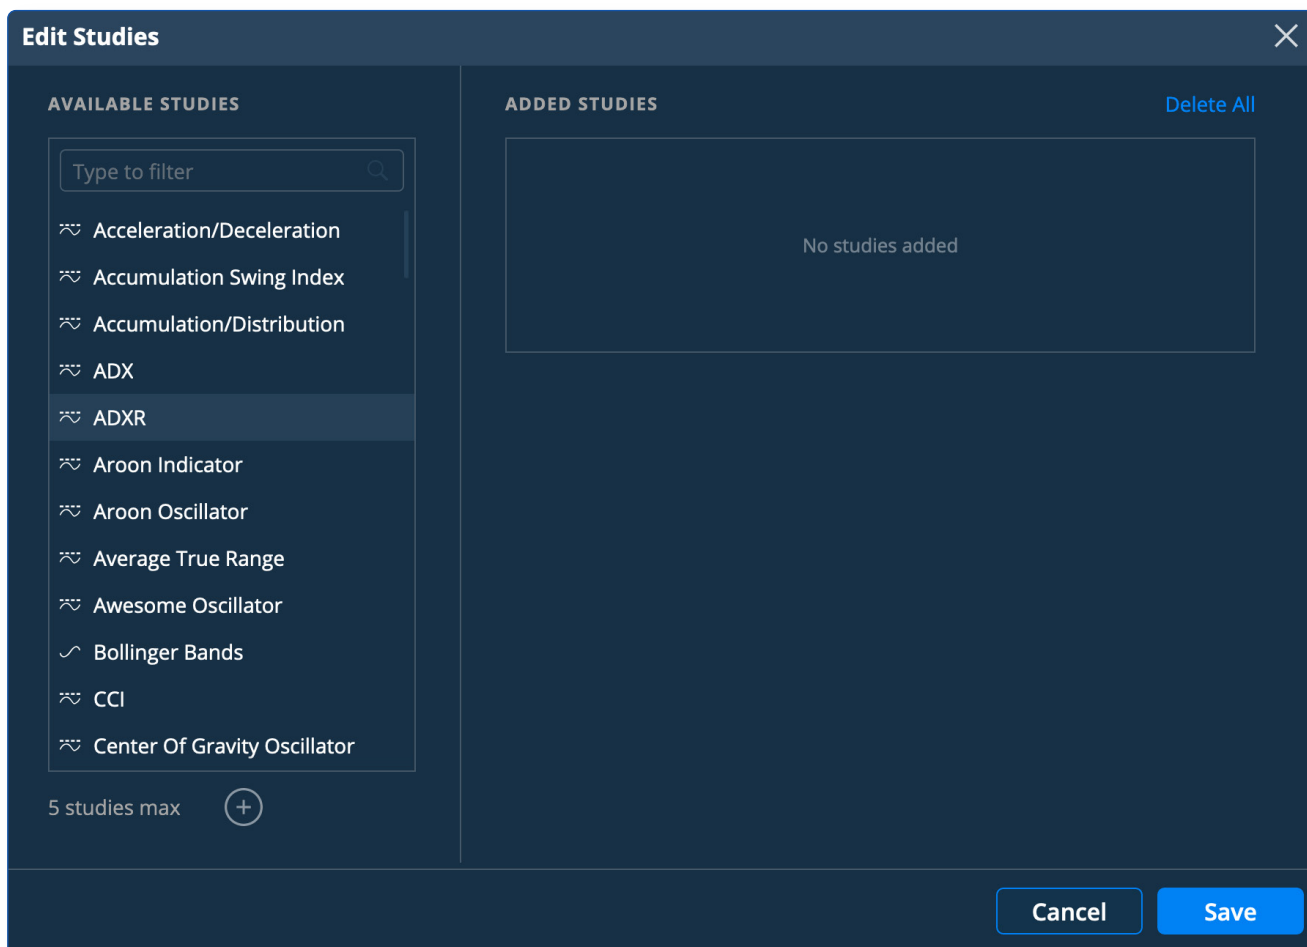 Edit Studies
AVAILABLE STUDIES
Type to filter
Acceleration/Deceleration
Accumulation Swing Index
Accumulation/Distribution
ADX
ADXR
Aroon Indicator
Aroon Oscillator
Average True Range
Awesome Oscillator
Bollinger Bands
CCI
Center Of Gravity Oscillator
5 studies max
ADDED STUDIES
Delete All
No studies added
Cancel
Save